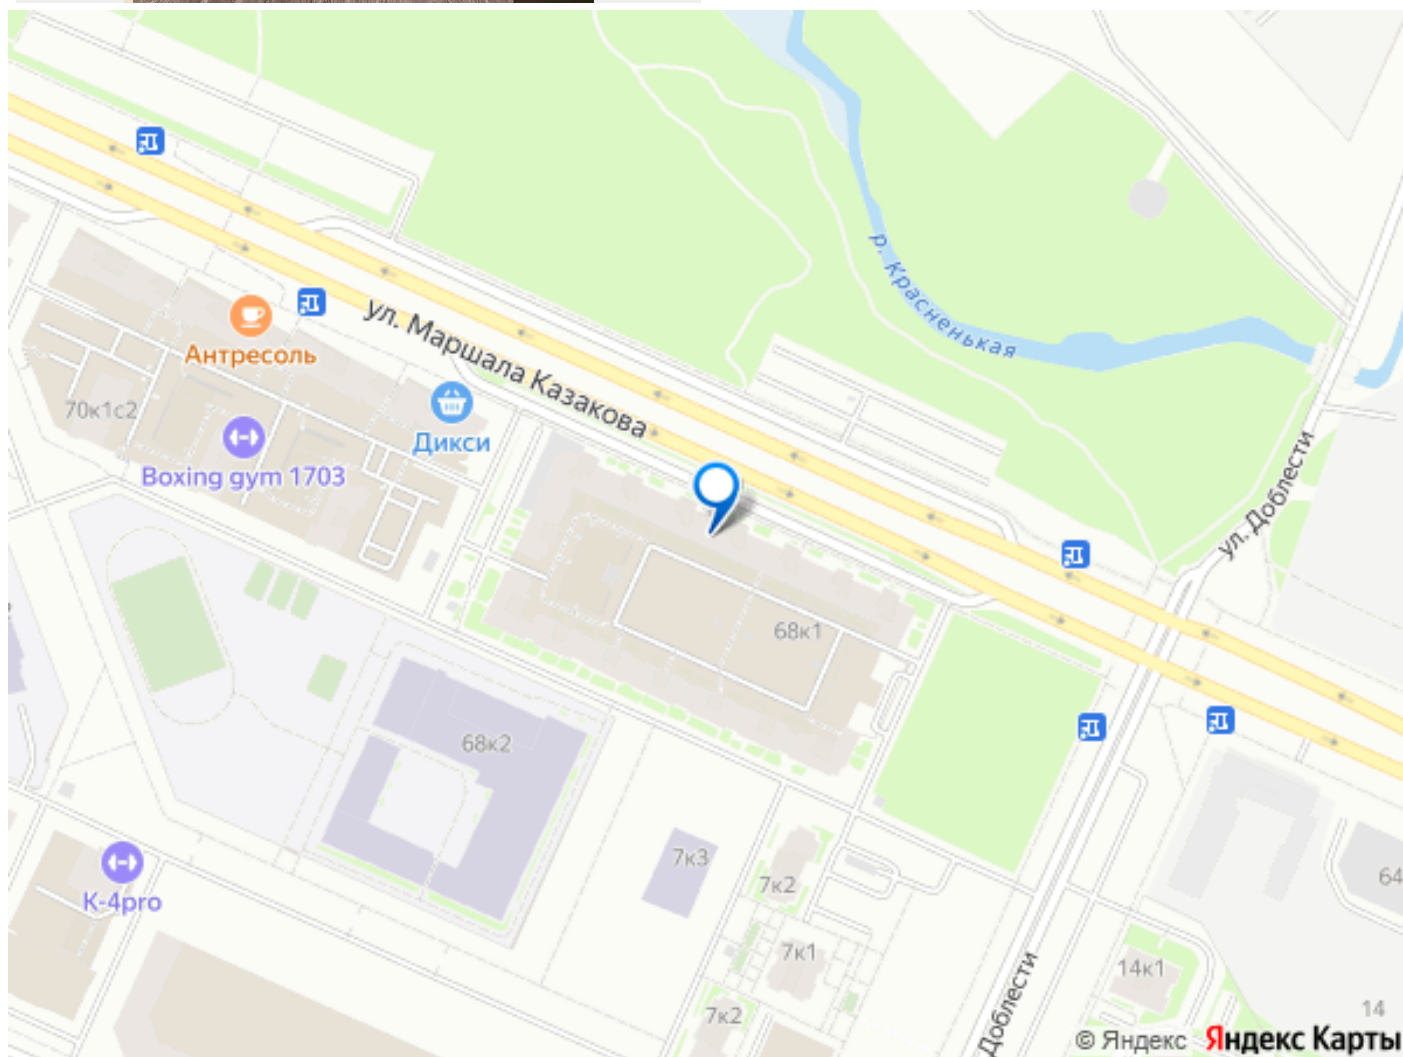 ул. Маршала Казакова
р. Красненькая
Антресоль
70к1с2
Дикси
Boxing gym 1703
ул. Доблести
68к1
68к2
7к3
7к2
64
К-4pro
7к1
14к1
7к2
Доблести
14
© Яндекс Яндекс Карты